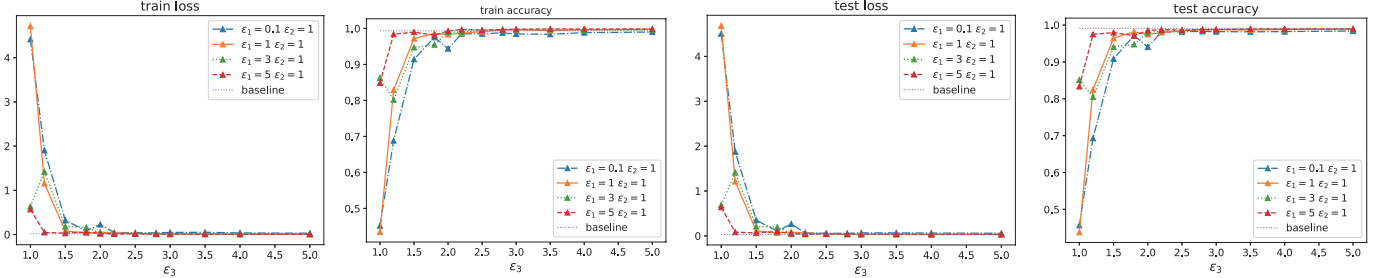 train loss
4
3
2
1
0
1.0 1.5 2.0 2.5 3.0 3.5 4.0 4.5 5.0
ε₃
ε₁ = 0.1 ε₂ = 1
ε₁ = 1 ε₂ = 1
ε₁ = 3 ε₂ = 1
ε₁ = 5 ε₂ = 1
baseline
train accuracy
1.0
0.9
0.8
0.7
0.6
0.5
1.0 1.5 2.0 2.5 3.0 3.5 4.0 4.5 5.0
ε₃
ε₁ = 0.1 ε₂ = 1
ε₁ = 1 ε₂ = 1
ε₁ = 3 ε₂ = 1
ε₁ = 5 ε₂ = 1
baseline
test loss
4
3
2
1
0
1.0 1.5 2.0 2.5 3.0 3.5 4.0 4.5 5.0
ε₃
ε₁ = 0.1 ε₂ = 1
ε₁ = 1 ε₂ = 1
ε₁ = 3 ε₂ = 1
ε₁ = 5 ε₂ = 1
baseline
test accuracy
1.0
0.9
0.8
0.7
0.6
0.5
1.0 1.5 2.0 2.5 3.0 3.5 4.0 4.5 5.0
ε₃
ε₁ = 0.1 ε₂ = 1
ε₁ = 1 ε₂ = 1
ε₁ = 3 ε₂ = 1
ε₁ = 5 ε₂ = 1
baseline